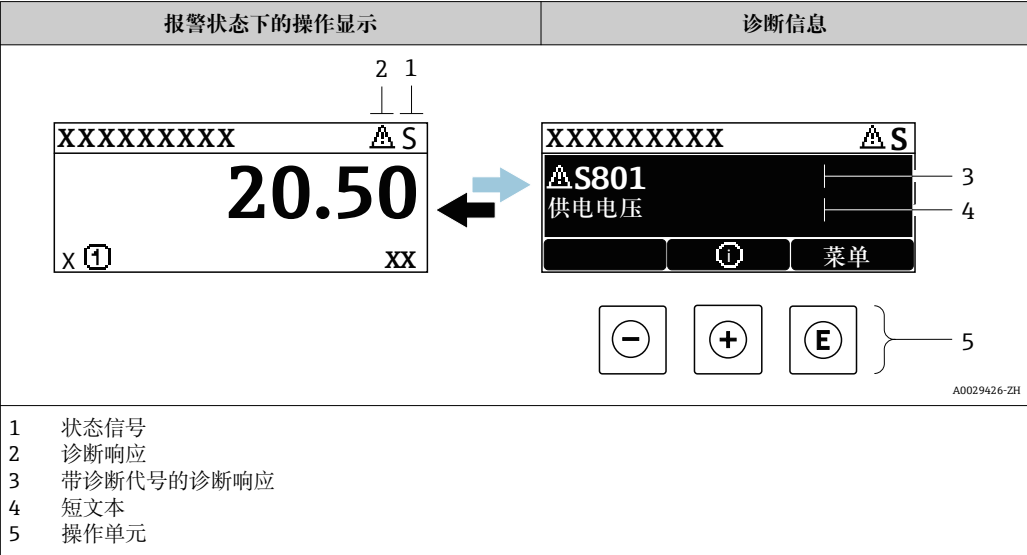 报警状态下的操作显示
诊断信息
2 1
XXXXXXXXX S
20.50
X 1
XX
XXXXXXXXX S
S801
供电电压
i 菜单
3
4
− + E
5
A0029426-ZH
1 状态信号
2 诊断响应
3 带诊断代号的诊断响应
4 短文本
5 操作单元